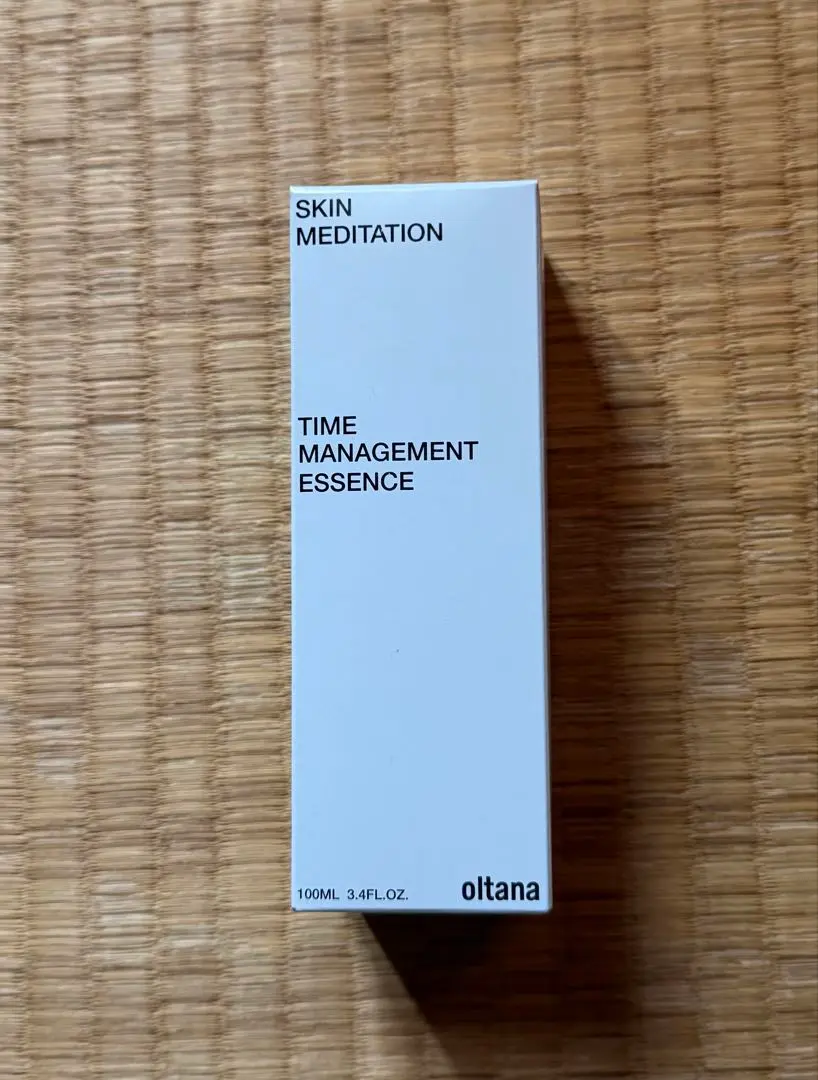 SKIN
MEDITATION
TIME
MANAGEMENT
ESSENCE
100ML 3.4FL.OZ.
oltana